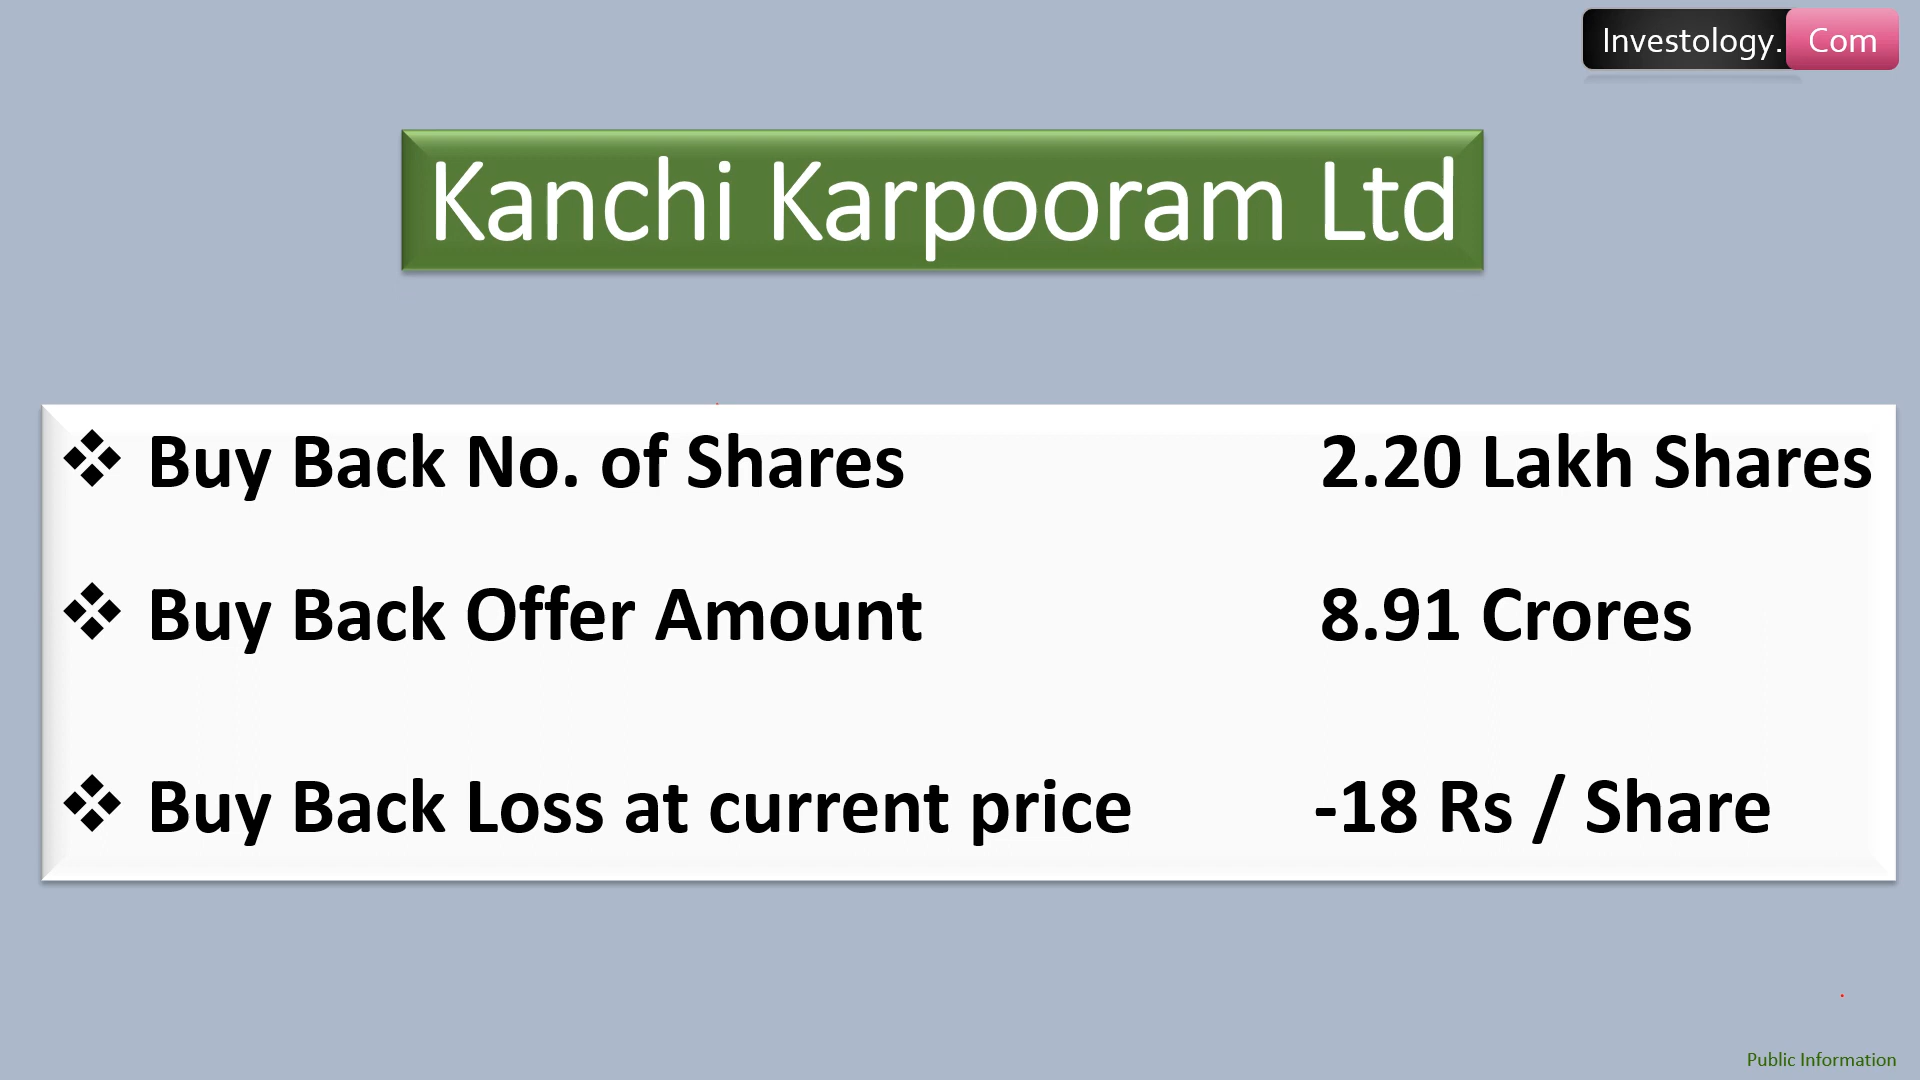 Investology. Com
Kanchi Karpooram Ltd
❖ Buy Back No. of Shares 2.20 Lakh Shares
❖ Buy Back Offer Amount 8.91 Crores
❖ Buy Back Loss at current price -18 Rs / Share
Public Information